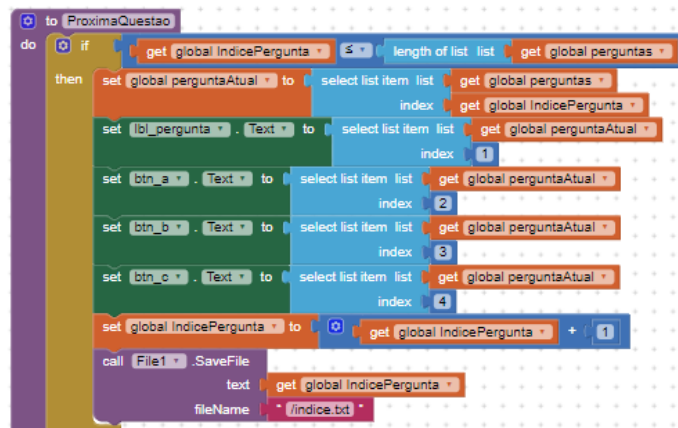 to ProximaQuestao
do if get global IndicePergunta ≤ length of list list get global perguntas
then set global perguntaAtual to select list item list get global perguntas
index get global IndicePergunta
set lbl_pergunta . Text to select list item list get global perguntaAtual
index 1
set btn_a . Text to select list item list get global perguntaAtual
index 2
set btn_b . Text to select list item list get global perguntaAtual
index 3
set btn_c . Text to select list item list get global perguntaAtual
index 4
set global IndicePergunta to get global IndicePergunta + 1
call File1 .SaveFile
text get global IndicePergunta
fileName " /indice.txt "